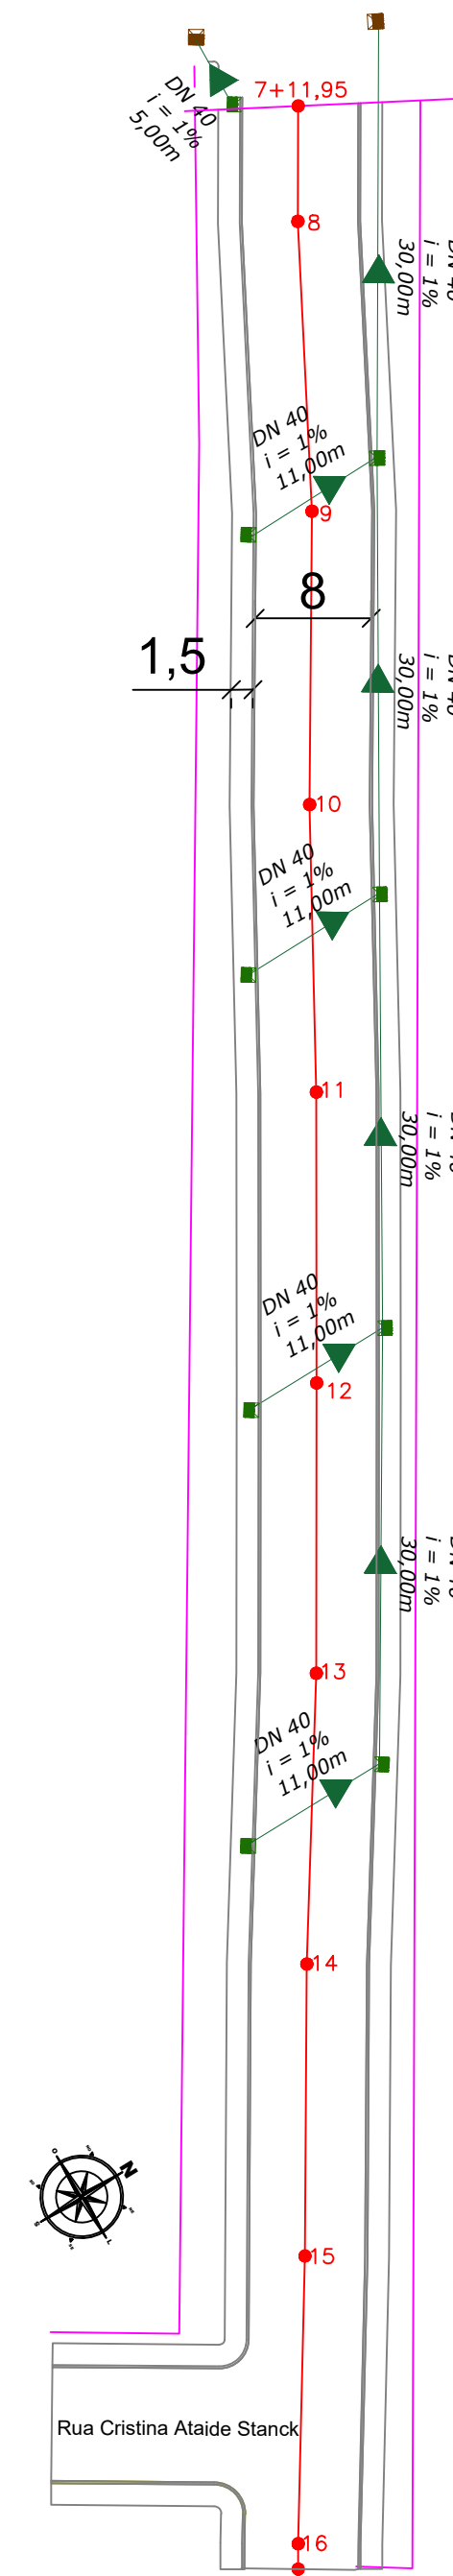 7+11,95
DN 40
i = 1%
5,00m
8
i = 1%
30,00m
DN 40
i = 1%
11,00m
9
8
1,5
i = 1%
30,00m
10
DN 40
i = 1%
11,00m
11
i = 1%
30,00m
DN 40
i = 1%
11,00m
12
i = 1%
30,00m
13
DN 40
i = 1%
11,00m
14
N
O
L
S
15
Rua Cristina Ataide Stanck
16